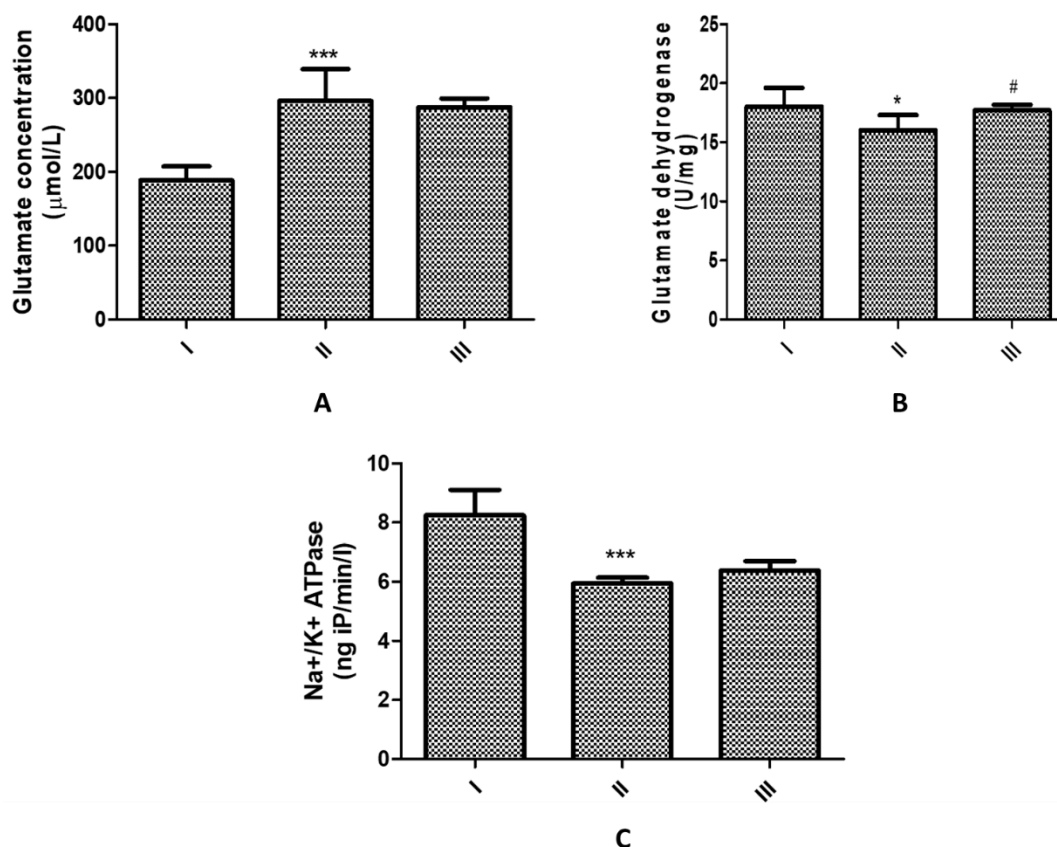 Glutamate concentration
(μmol/L)
400
300
200
100
0
***
I
II
III
A
Glutamate dehydrogenase
(U/mg)
25
20
15
10
5
0
*
#
I
II
III
B
Na+/K+ ATPase
(ng iP/min/l)
10
8
6
4
2
0
***
I
II
III
C